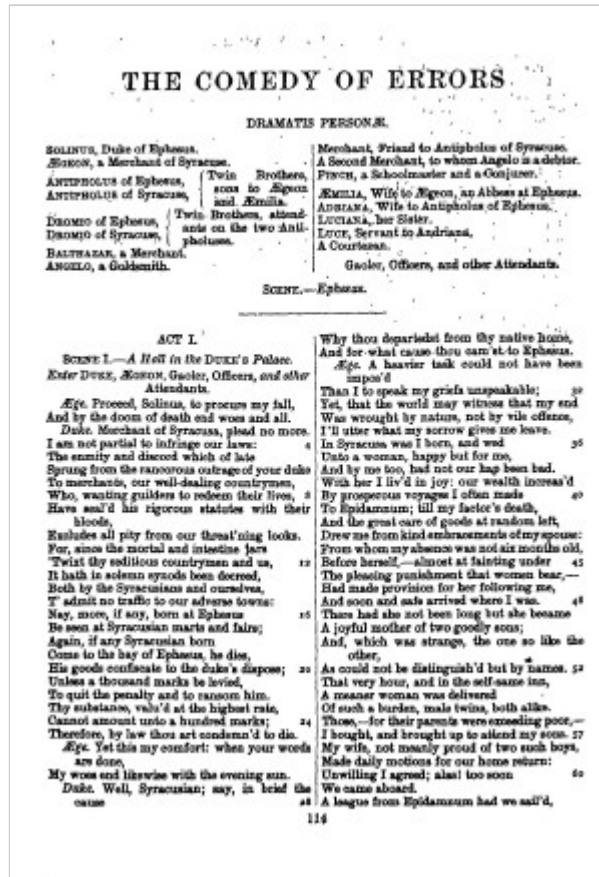 THE COMEDY OF ERRORS
DRAMATIS PERSONÆ.
SOLINUS, Duke of Ephesus.
ÆGEON, a Merchant of Syracuse.
ANTIPHOLUS of Ephesus,
ANTIPHOLUS of Syracuse,
Twin Brothers,
sons to Ægeon
and Æmilia.
DROMIO of Ephesus,
DROMIO of Syracuse,
Twin Brothers, attend-
ants on the two Anti-
pholuses.
BALTHAZAR, a Merchant.
ANGELO, a Goldsmith.
Merchant, Friend to Antipholus of Syracuse.
A Second Merchant, to whom Angelo is a debtor.
PINCH, a Schoolmaster and a Conjurer.
ÆMILIA, Wife to Ægeon, an Abbess at Ephesus.
ADRIANA, Wife to Antipholus of Ephesus.
LUCIANA, her Sister.
LUCE, Servant to Andriana,
A Courtezan.
Gaoler, Officers, and other Attendants.
SCENE.—Ephesus.
ACT I.
SCENE I.—A Hall in the DUKE'S Palace.
Enter DUKE, ÆGEON, Gaoler, Officers, and other
Attendants.
Æge. Proceed, Solinus, to procure my fall,
And by the doom of death end woes and all.
Duke. Merchant of Syracusa, plead no more.
I am not partial to infringe our laws: 4
The enmity and discord which of late
Sprung from the rancorous outrage of your duke
To merchants, our well-dealing countrymen,
Who, wanting guilders to redeem their lives, 8
Have seal'd his rigorous statutes with their
bloods,
Excludes all pity from our threat'ning looks.
For, since the mortal and intestine jars
'Twixt thy seditious countrymen and us, 12
It hath in solemn synods been decreed,
Both by the Syracusians and ourselves,
T' admit no traffic to our adverse towns:
Nay, more, if any, born at Ephesus 16
Be seen at Syracusian marts and fairs;
Again, if any Syracusian born
Come to the bay of Ephesus, he dies,
His goods confiscate to the duke's dispose; 20
Unless a thousand marks be levied,
To quit the penalty and to ransom him.
Thy substance, valu'd at the highest rate,
Cannot amount unto a hundred marks; 24
Therefore, by law thou art condemn'd to die.
Æge. Yet this my comfort: when your words
are done,
My woes end likewise with the evening sun.
Duke. Well, Syracusian; say, in brief the
cause 28
Why thou departedst from thy native home,
And for what cause thou cam'st to Ephesus.
Æge. A heavier task could not have been
impos'd
Than I to speak my griefs unspeakable; 32
Yet, that the world may witness that my end
Was wrought by nature, not by vile offence,
I'll utter what my sorrow gives me leave.
In Syracusa was I born, and wed 36
Unto a woman, happy but for me,
And by me too, had not our hap been bad.
With her I liv'd in joy: our wealth increas'd
By prosperous voyages I often made 40
To Epidamnum; till my factor's death,
And the great care of goods at random left,
Drew me from kind embracements of my spouse:
From whom my absence was not six months old,
Before herself,—almost at fainting under 45
The pleasing punishment that women bear,—
Had made provision for her following me,
And soon and safe arrived where I was. 48
There had she not been long but she became
A joyful mother of two goodly sons;
And, which was strange, the one so like the
other,
As could not be distinguish'd but by names. 52
That very hour, and in the self-same inn,
A meaner woman was delivered
Of such a burden, male twins, both alike.
Those,—for their parents were exceeding poor,—
I bought, and brought up to attend my sons. 57
My wife, not meanly proud of two such boys,
Made daily motions for our home return:
Unwilling I agreed; alas! too soon 60
We came aboard.
A league from Epidamnum had we sail'd,
114